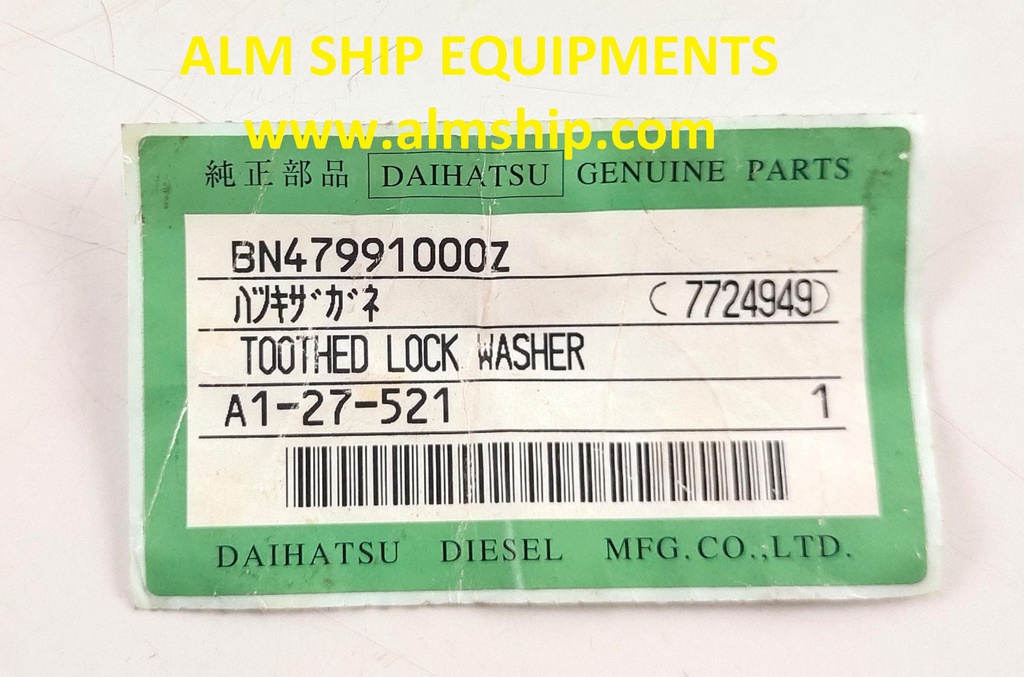 ALM SHIP EQUIPMENTS
www.almship.com
純正部品 DAIHATSU GENUINE PARTS
BN47991000Z
ハツキザガネ (7724949)
TOOTHED LOCK WASHER
A1-27-521 1
DAIHATSU DIESEL MFG.CO.,LTD.